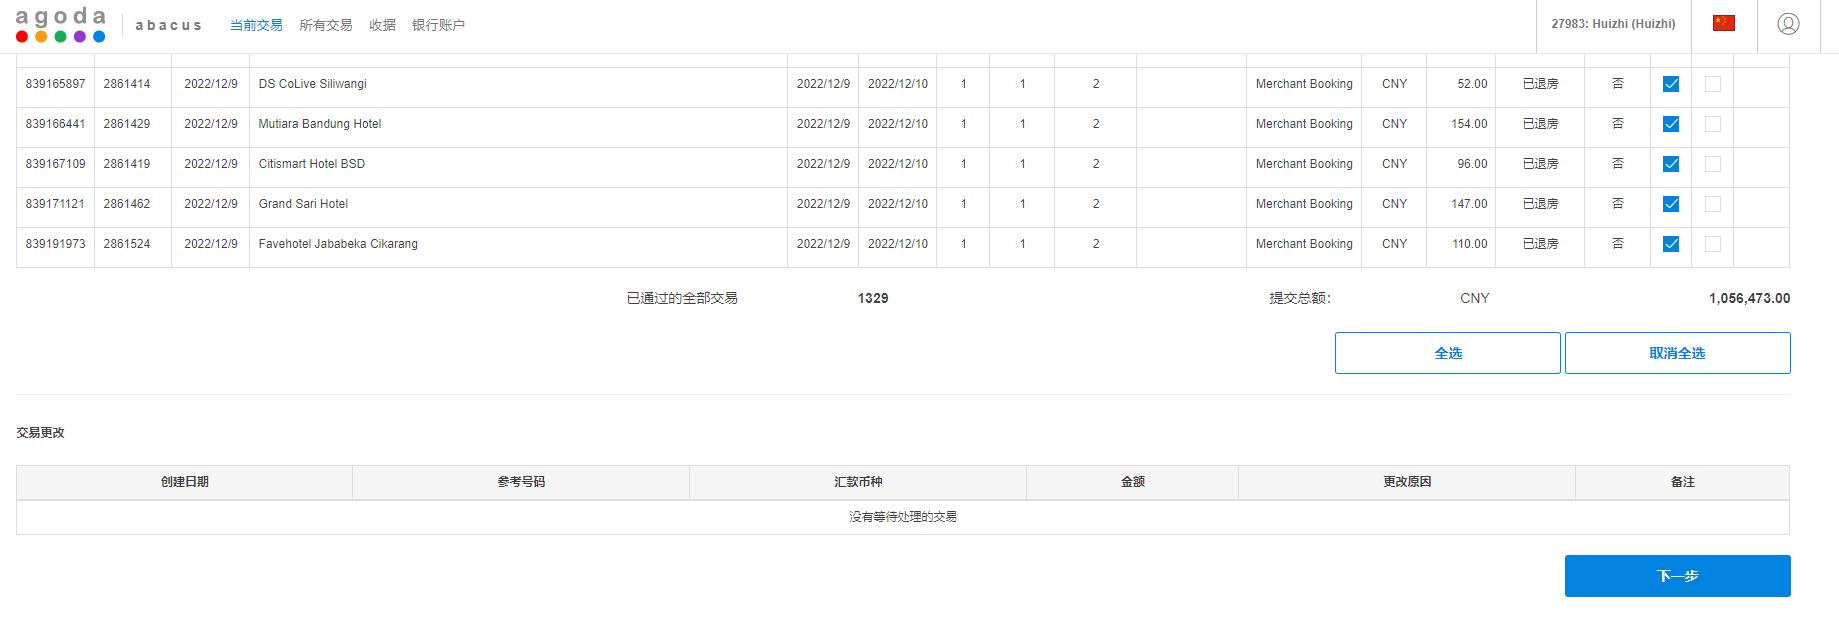 agoda abacus 当前交易 所有交易 收据 银行账户 27983: Huizhi (Huizhi)
839165897 2861414 2022/12/9 DS CoLive Siliwangi 2022/12/9 2022/12/10 1 1 2 Merchant Booking CNY 52.00 已退房 否
839166441 2861429 2022/12/9 Mutiara Bandung Hotel 2022/12/9 2022/12/10 1 1 2 Merchant Booking CNY 154.00 已退房 否
839167109 2861419 2022/12/9 Citismart Hotel BSD 2022/12/9 2022/12/10 1 1 2 Merchant Booking CNY 96.00 已退房 否
839171121 2861462 2022/12/9 Grand Sari Hotel 2022/12/9 2022/12/10 1 1 2 Merchant Booking CNY 147.00 已退房 否
839191973 2861524 2022/12/9 Favehotel Jababeka Cikarang 2022/12/9 2022/12/10 1 1 2 Merchant Booking CNY 110.00 已退房 否
已通过的全部交易 1329 提交总额: CNY 1,056,473.00
全选 取消全选
交易更改
创建日期 参考号码 汇款币种 金额 更改原因 备注
没有等待处理的交易
下一步